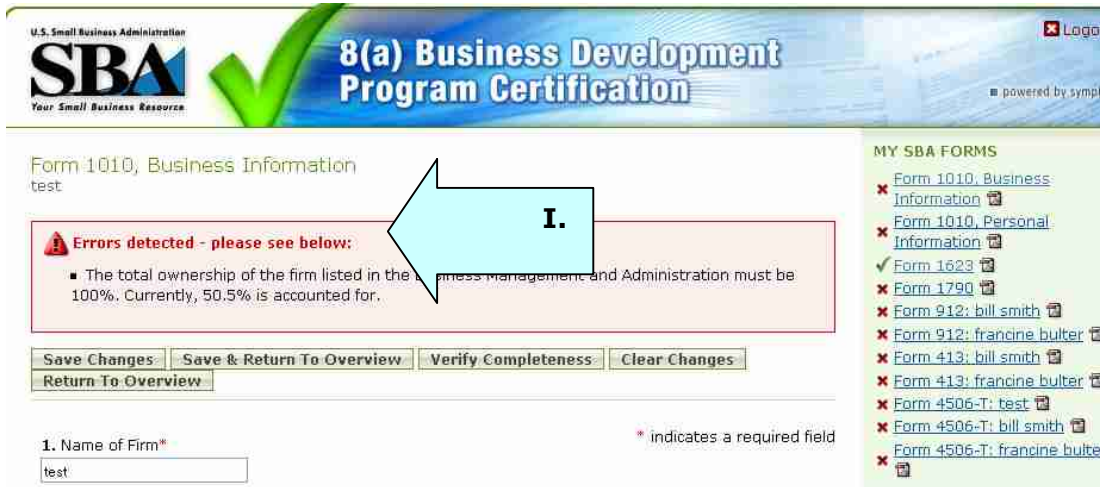 U.S. Small Business Administration
SBA
Your Small Business Resource
8(a) Business Development
Program Certification
powered by
Form 1010, Business Information
test
I.
Errors detected - please see below:
▪ The total ownership of the firm listed in the Business Management and Administration must be
100%. Currently, 50.5% is accounted for.
Save Changes
Save & Return To Overview
Verify Completeness
Clear Changes
Return To Overview
* indicates a required field
1. Name of Firm*
test
MY SBA FORMS
Form 1010, Business
Information
Form 1010, Personal
Information
Form 1623
Form 1790
Form 912: bill smith
Form 912: francine bulter
Form 413: bill smith
Form 413: francine bulter
Form 4506-T: test
Form 4506-T: bill smith
Form 4506-T: francine bulte